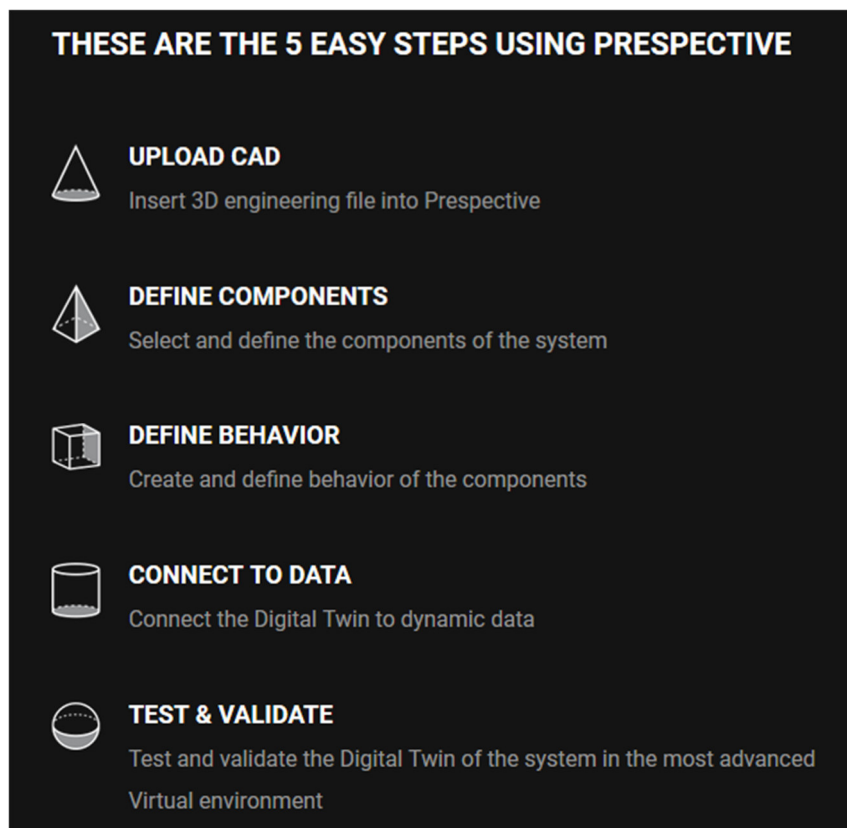 THESE ARE THE 5 EASY STEPS USING PRESPECTIVE
UPLOAD CAD
Insert 3D engineering file into Prespective
DEFINE COMPONENTS
Select and define the components of the system
DEFINE BEHAVIOR
Create and define behavior of the components
CONNECT TO DATA
Connect the Digital Twin to dynamic data
TEST & VALIDATE
Test and validate the Digital Twin of the system in the most advanced
Virtual environment